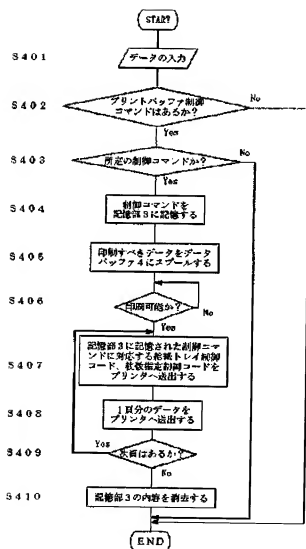 START
S401
データの入力
S402
プリントバッファ制御
コマンドはあるか?
No
Yes
S403
所定の制御コマンドか?
No
Yes
S404
制御コマンドを
記憶部3に記憶する
S405
印刷すべきデータをデータ
バッファ4にスプールする
S406
印刷可能か?
No
Yes
S407
記憶部3に記憶された制御コマ
ンドに対応する給紙トレイ制御
コード、枚数指定制御コードを
プリンタへ送出する
S408
1頁分のデータを
プリンタへ送出する
Yes
S409
次頁はあるか?
No
S410
記憶部3の内容を消去する
END